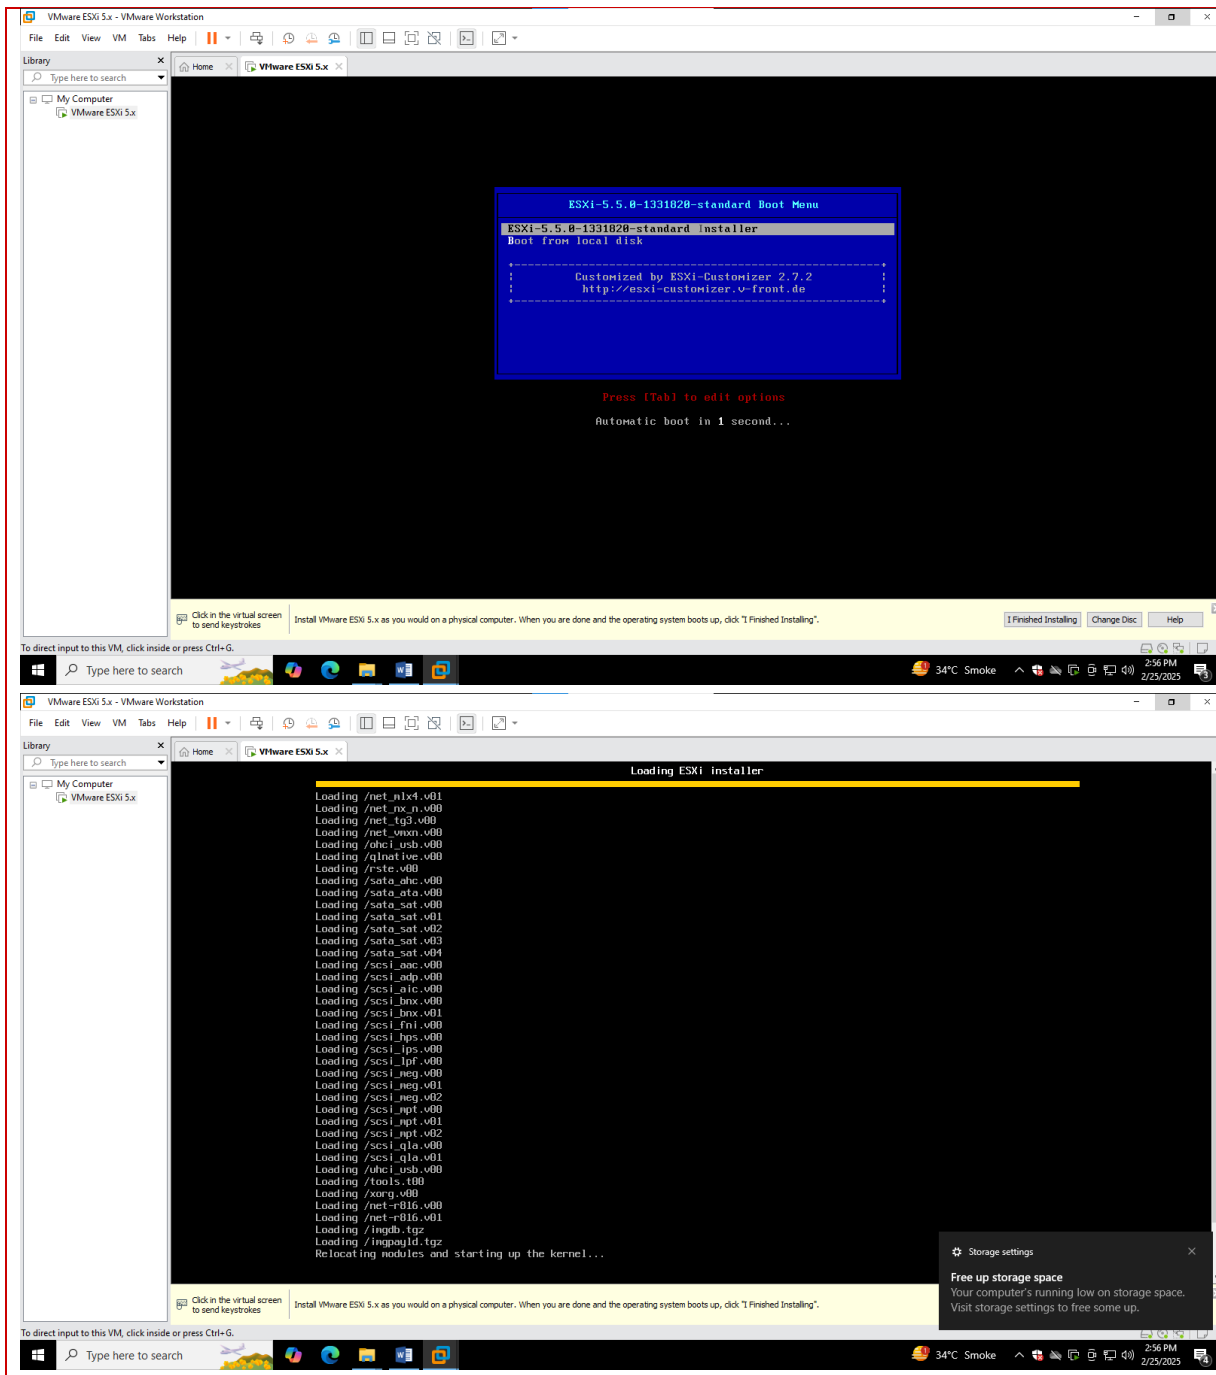 VMware ESXi 5.x - VMware Workstation
File Edit View VM Tabs Help
Library
Type here to search
My Computer
VMware ESXi 5.x
Home
VMware ESXi 5.x
ESXi-5.5.0-1331820-standard Boot Menu
ESXi-5.5.0-1331820-standard Installer
Boot from local disk
Customized by ESXi-Customizer 2.7.2
http://esxi-customizer.v-front.de
Press [Tab] to edit options
Automatic boot in 1 second...
Click in the virtual screen
to send keystrokes
Install VMware ESXi 5.x as you would on a physical computer. When you are done and the operating system boots up, click "I Finished Installing".
I Finished Installing Change Disc Help
To direct input to this VM, click inside or press Ctrl+G.
Type here to search
34°C Smoke
2:56 PM
2/25/2025
3
VMware ESXi 5.x - VMware Workstation
File Edit View VM Tabs Help
Library
Type here to search
My Computer
VMware ESXi 5.x
Home
VMware ESXi 5.x
Loading ESXi installer
Loading /net_mlx4.v01
Loading /net_nx_n.v00
Loading /net_tg3.v00
Loading /net_vmxn.v00
Loading /ohci_usb.v00
Loading /qlnative.v00
Loading /rste.v00
Loading /sata_ahc.v00
Loading /sata_ata.v00
Loading /sata_sat.v00
Loading /sata_sat.v01
Loading /sata_sat.v02
Loading /sata_sat.v03
Loading /sata_sat.v04
Loading /scsi_aac.v00
Loading /scsi_adp.v00
Loading /scsi_aic.v00
Loading /scsi_bnx.v00
Loading /scsi_bnx.v01
Loading /scsi_fni.v00
Loading /scsi_hps.v00
Loading /scsi_ips.v00
Loading /scsi_lpf.v00
Loading /scsi_meg.v00
Loading /scsi_meg.v01
Loading /scsi_meg.v02
Loading /scsi_mpt.v00
Loading /scsi_mpt.v01
Loading /scsi_mpt.v02
Loading /scsi_qla.v00
Loading /scsi_qla.v01
Loading /uhci_usb.v00
Loading /tools.t00
Loading /xorg.v00
Loading /net-r816.v00
Loading /net-r816.v01
Loading /imgdb.tgz
Loading /imgpayld.tgz
Relocating modules and starting up the kernel...
Storage settings
Free up storage space
Your computer's running low on storage space.
Visit storage settings to free some up.
Click in the virtual screen
to send keystrokes
Install VMware ESXi 5.x as you would on a physical computer. When you are done and the operating system boots up, click "I Finished Installing".
To direct input to this VM, click inside or press Ctrl+G.
Type here to search
34°C Smoke
2:56 PM
2/25/2025
4